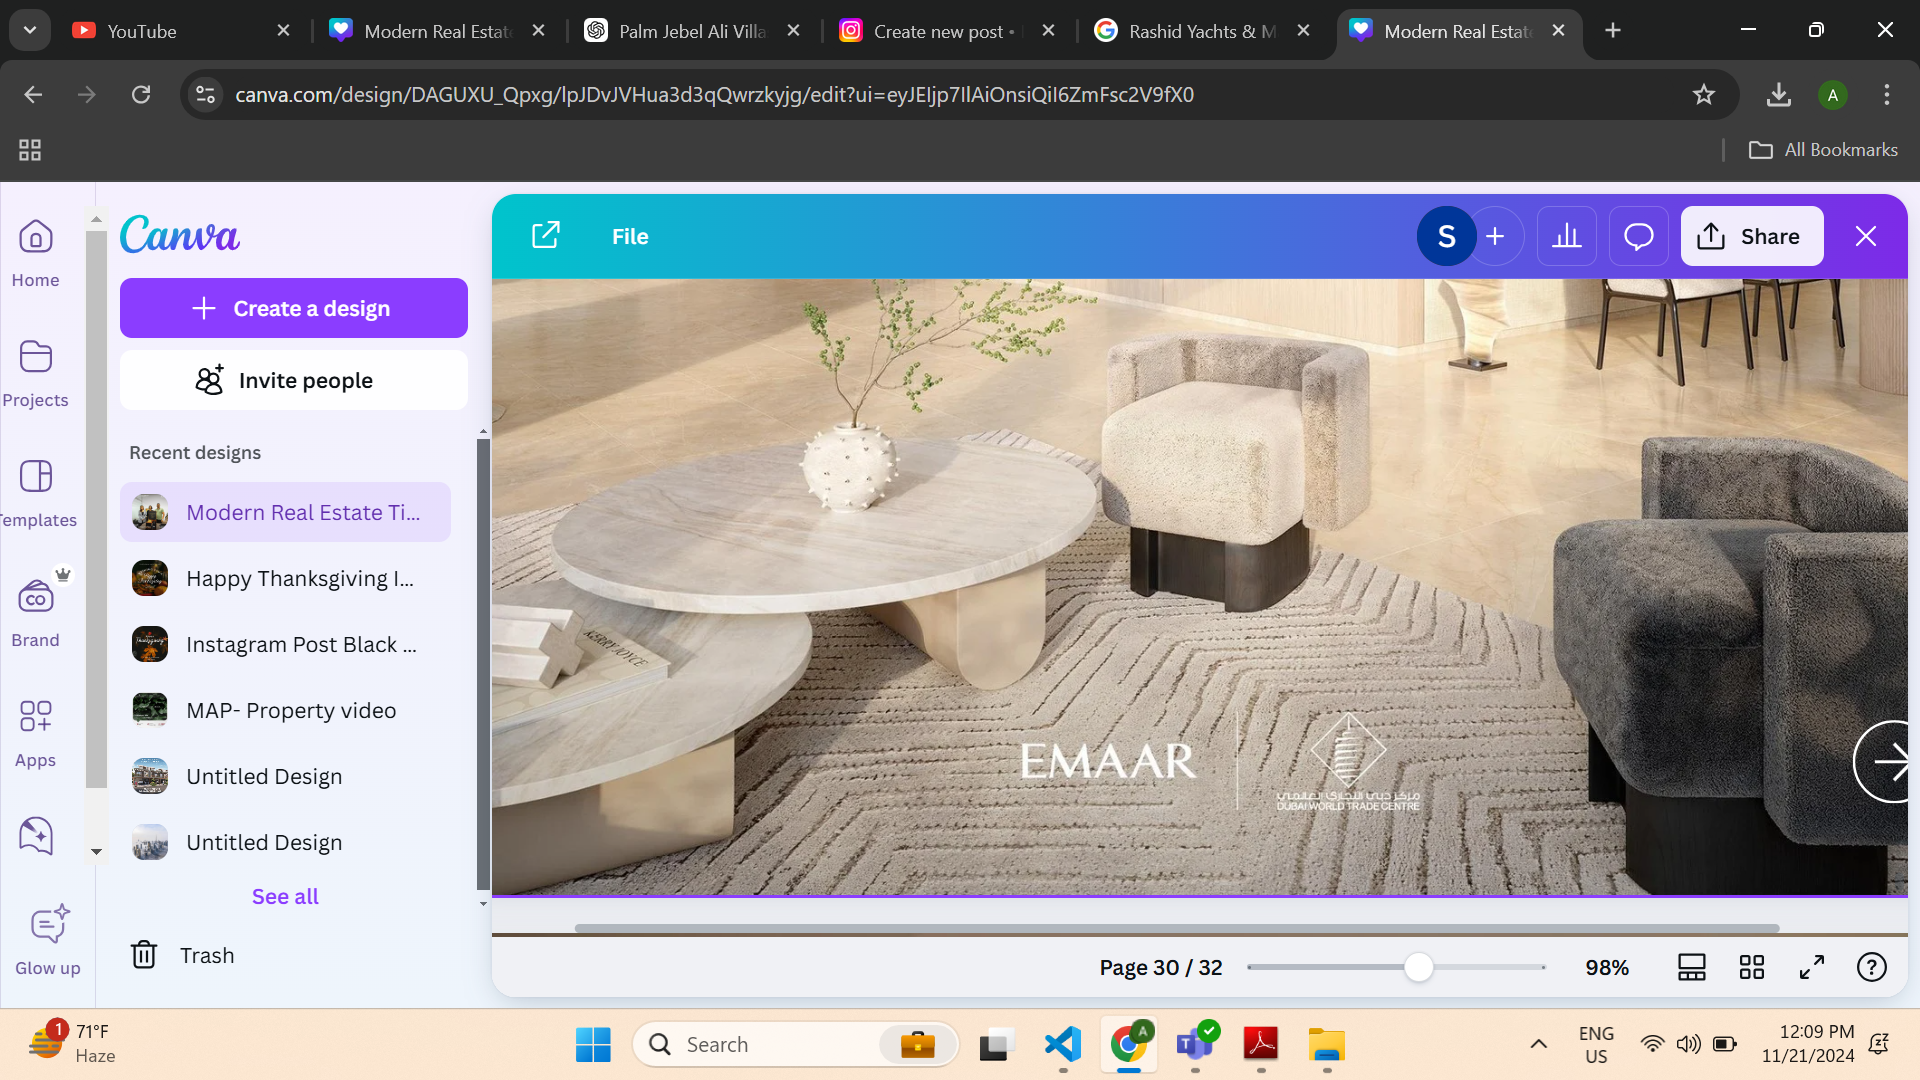 YouTube
Modern Real Estate
Palm Jebel Ali Villa
Create new post •
Rashid Yachts & M
Modern Real Estate
canva.com/design/DAGUXU_Qpxg/lpJDvJVHua3d3qQwrzkyjg/edit?ui=eyJEIjp7IlAiOnsiQiI6ZmFsc2V9fX0
A
All Bookmarks
Home
Projects
Templates
CO
Brand
Apps
Glow up
Canva
Create a design
Invite people
Recent designs
Modern Real Estate Ti...
Happy Thanksgiving I...
Instagram Post Black ...
MAP- Property video
Untitled Design
Untitled Design
See all
Trash
File
S
Share
KERRY JOYCE
EMAAR
مركز دبي التجاري العالمي
DUBAI WORLD TRADE CENTRE
Page 30 / 32
98%
1
71°F
Haze
Search
A
T
ENG
US
12:09 PM
11/21/2024